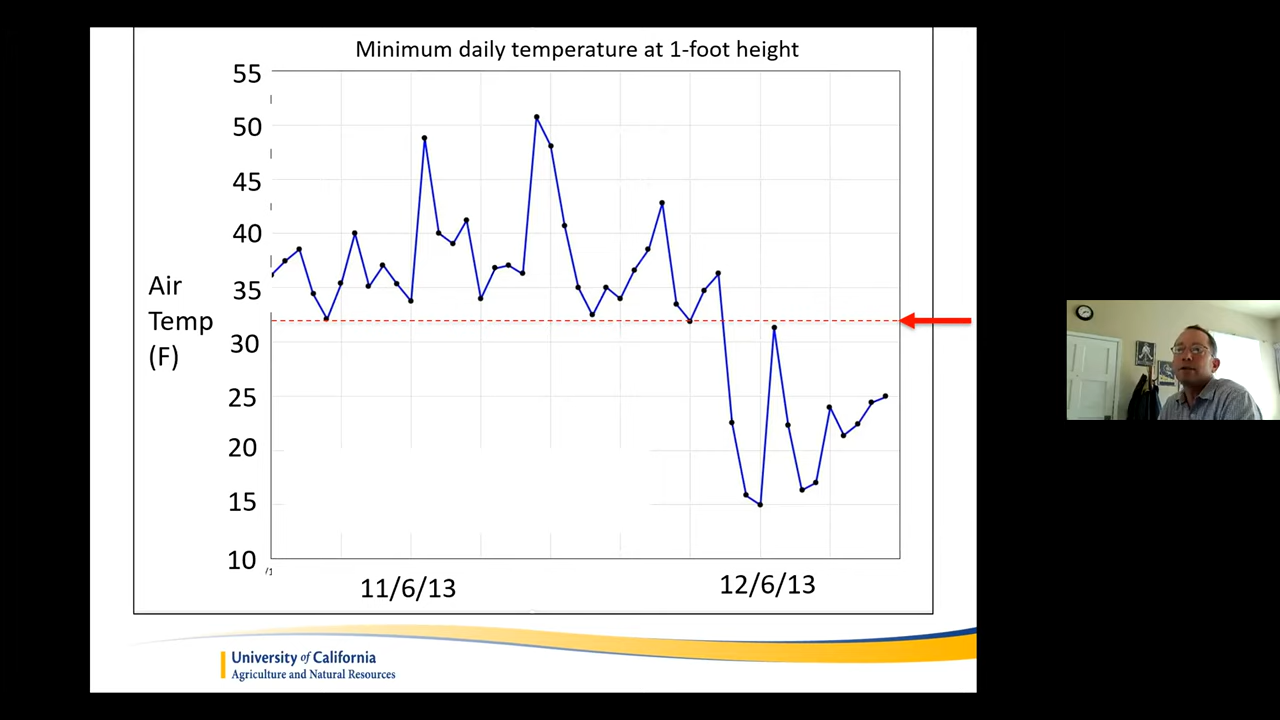 Minimum daily temperature at 1-foot height
55
50
45
40
35
30
25
20
15
10
Air
Temp
(F)
/1
11/6/13
12/6/13
University of California
Agriculture and Natural Resources